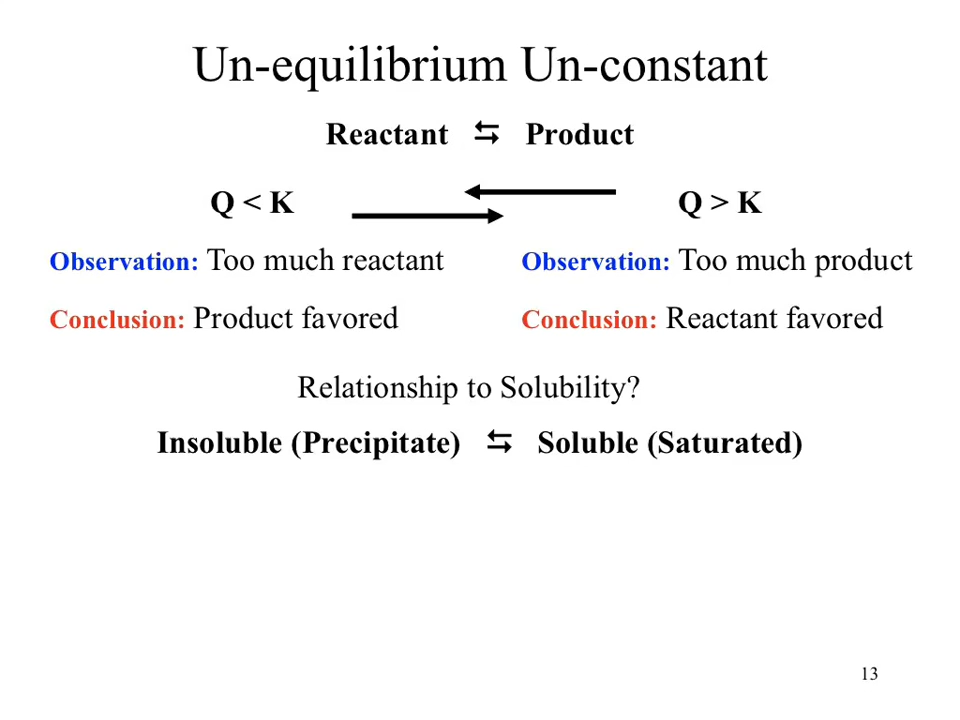 Un-equilibrium Un-constant
Reactant ⇆ Product
Q < K Q > K
Observation: Too much reactant Observation: Too much product
Conclusion: Product favored Conclusion: Reactant favored
Relationship to Solubility?
Insoluble (Precipitate) ⇆ Soluble (Saturated)
13